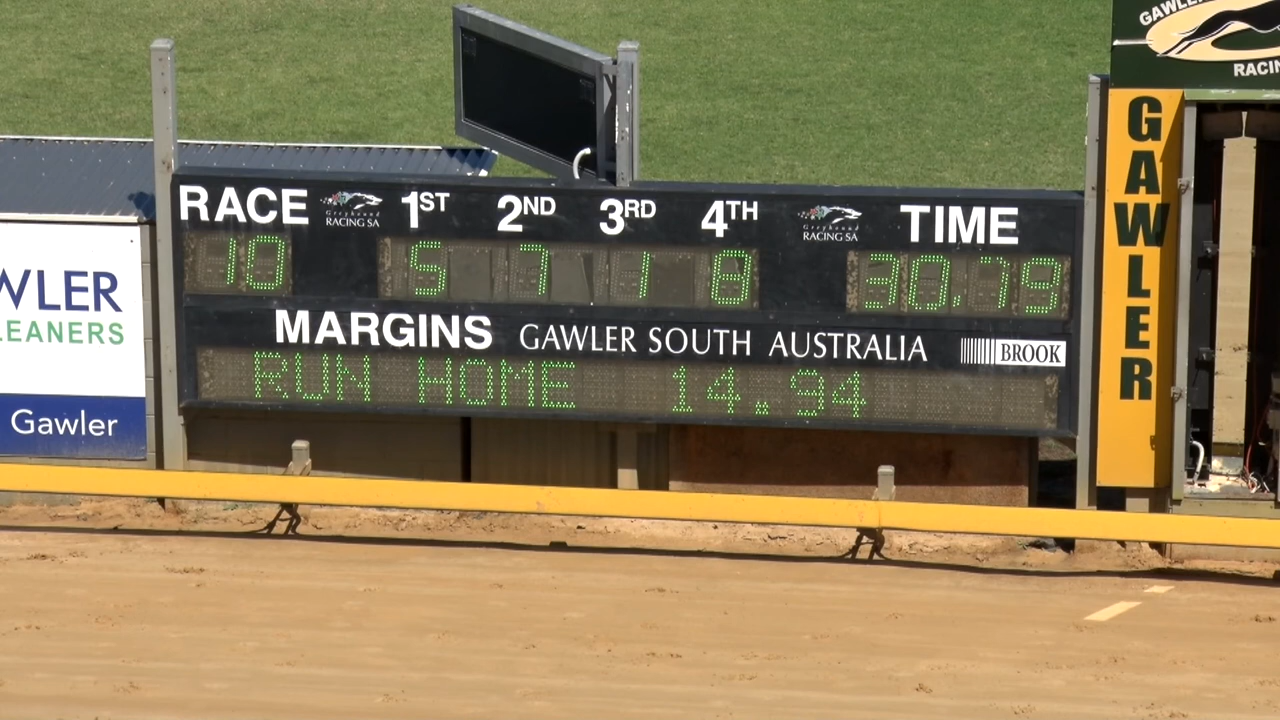 GAWLER
RACIN
RACE
Greyhound
RACING SA
1ST 2ND 3RD 4TH
Greyhound
RACING SA
TIME
10 5 7 1 8 30.79
MARGINS GAWLER SOUTH AUSTRALIA BROOK
RUN HOME 14.94
WLER
LEANERS
Gawler
GAWLER